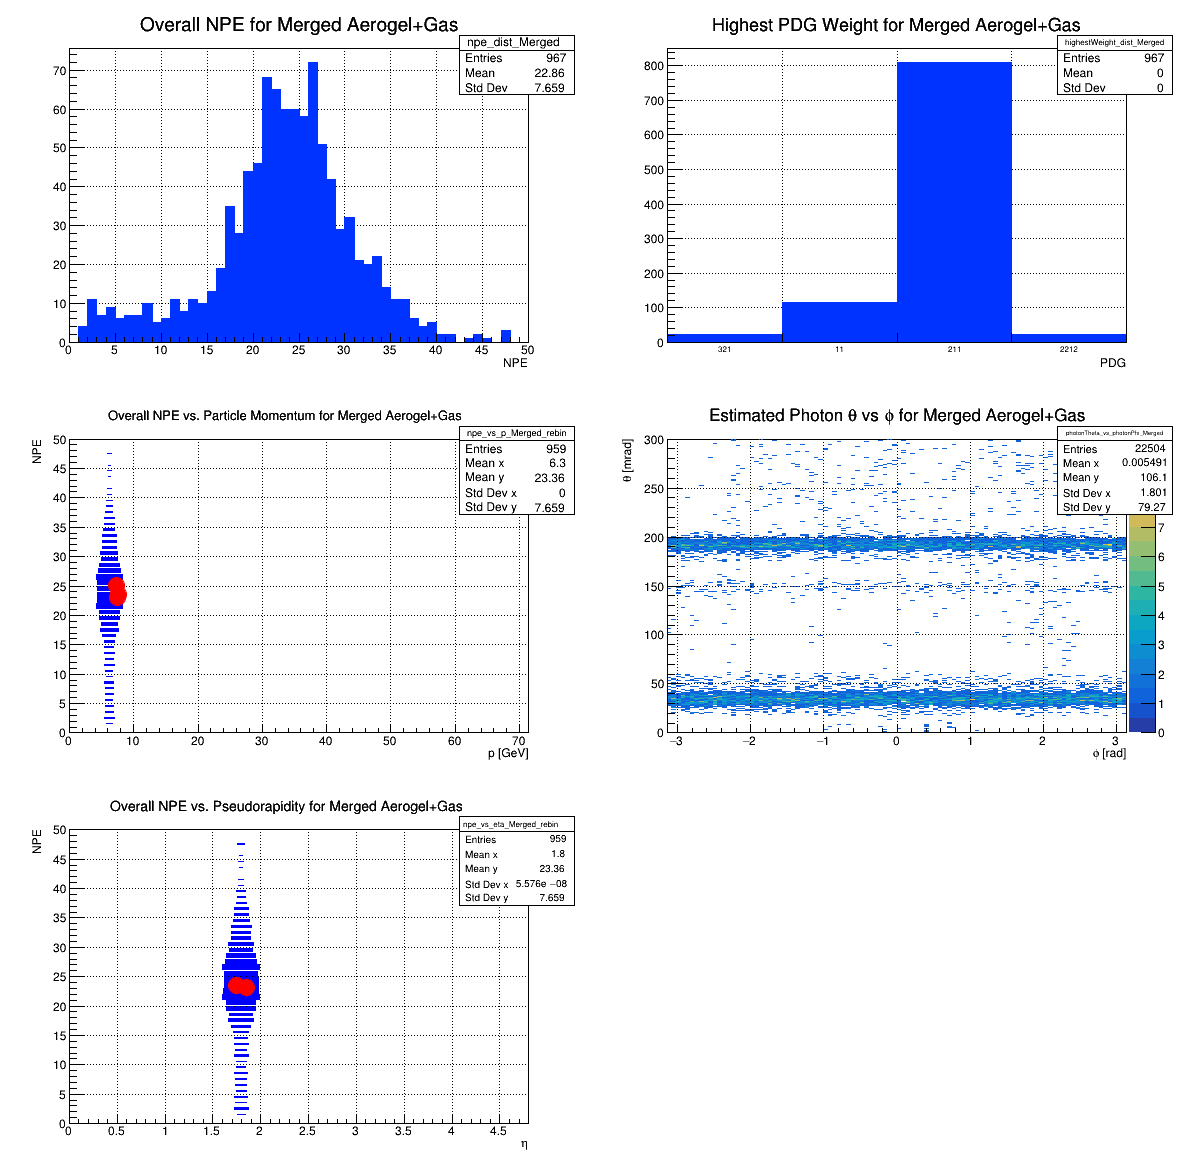 Overall NPE for Merged Aerogel+Gas
npe_dist_Merged
Entries 967
Mean 22.86
Std Dev 7.659
70
60
50
40
30
20
10
0
0 5 10 15 20 25 30 35 40 45 50
NPE
Highest PDG Weight for Merged Aerogel+Gas
highestWeight_dist_Merged
Entries 967
Mean 0
Std Dev 0
800
700
600
500
400
300
200
100
0
321 11 211 2212
PDG
Overall NPE vs. Particle Momentum for Merged Aerogel+Gas
npe_vs_p_Merged_rebin
Entries 959
Mean x 6.3
Mean y 23.36
Std Dev x 0
Std Dev y 7.659
NPE
50
45
40
35
30
25
20
15
10
5
0
0 10 20 30 40 50 60 70
p [GeV]
Estimated Photon θ vs ϕ for Merged Aerogel+Gas
photonTheta_vs_photonPhi_Merged
Entries 22504
Mean x 0.005491
Mean y 106.1
Std Dev x 1.801
Std Dev y 79.27
θ [mrad]
300
250
200
150
100
50
0
−3 −2 −1 0 1 2 3
ϕ [rad]
7
6
5
4
3
2
1
0
Overall NPE vs. Pseudorapidity for Merged Aerogel+Gas
npe_vs_eta_Merged_rebin
Entries 959
Mean x 1.8
Mean y 23.36
Std Dev x 5.576e −08
Std Dev y 7.659
NPE
50
45
40
35
30
25
20
15
10
5
0
0 0.5 1 1.5 2 2.5 3 3.5 4 4.5
η